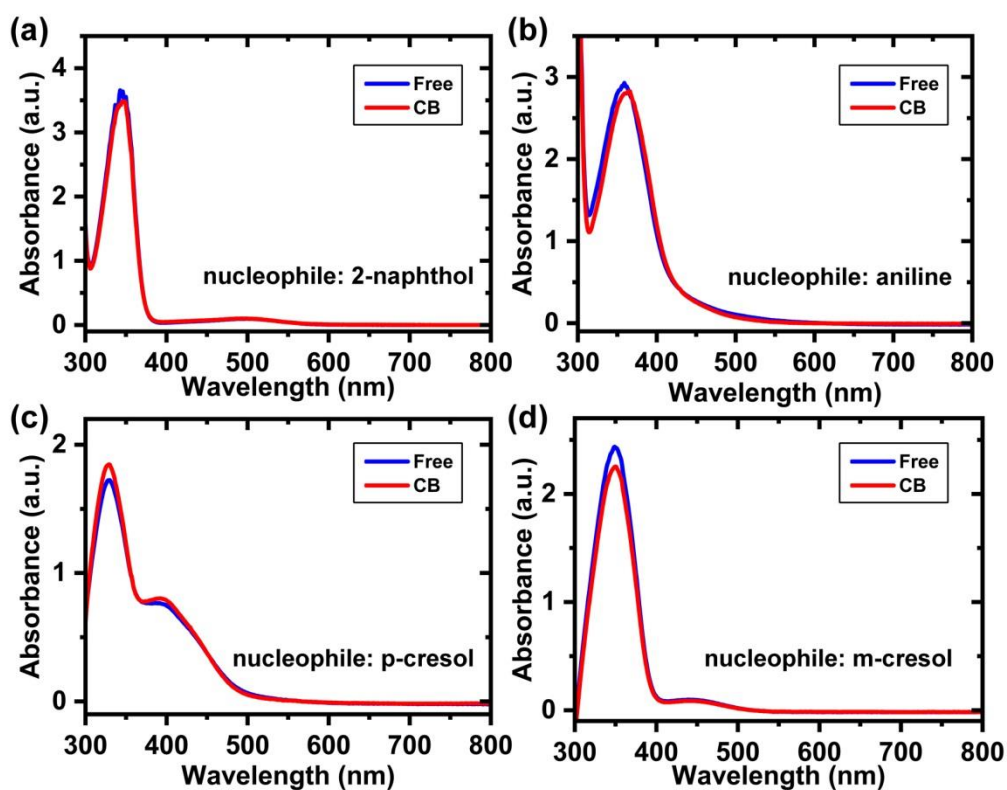 (a)
Absorbance (a.u.)
4
3
2
1
0
Free
CB
nucleophile: 2-naphthol
300 400 500 600 700 800
Wavelength (nm)
(b)
Absorbance (a.u.)
3
2
1
0
Free
CB
nucleophile: aniline
300 400 500 600 700 800
Wavelength (nm)
(c)
Absorbance (a.u.)
2
1
0
Free
CB
nucleophile: p-cresol
300 400 500 600 700 800
Wavelength (nm)
(d)
Absorbance (a.u.)
2
1
0
Free
CB
nucleophile: m-cresol
300 400 500 600 700 800
Wavelength (nm)